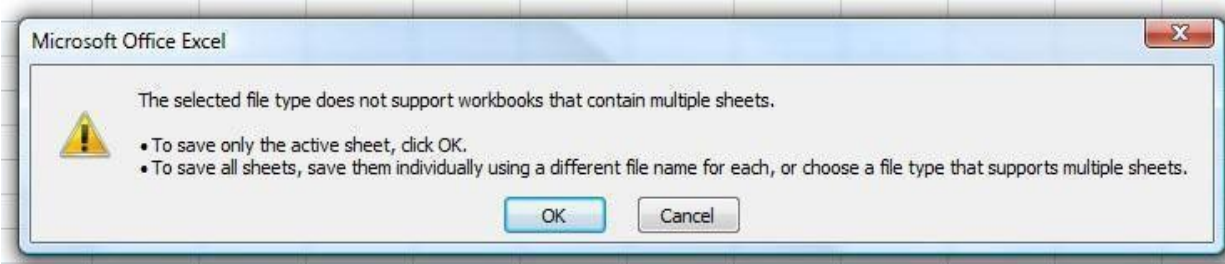 Microsoft Office Excel
The selected file type does not support workbooks that contain multiple sheets.
• To save only the active sheet, click OK.
• To save all sheets, save them individually using a different file name for each, or choose a file type that supports multiple sheets.
OK
Cancel